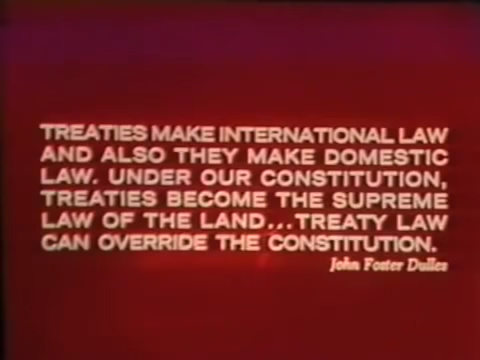 TREATIES MAKE INTERNATIONAL LAW
AND ALSO THEY MAKE DOMESTIC
LAW. UNDER OUR CONSTITUTION,
TREATIES BECOME THE SUPREME
LAW OF THE LAND...TREATY LAW
CAN OVERRIDE THE CONSTITUTION.
John Foster Dulles